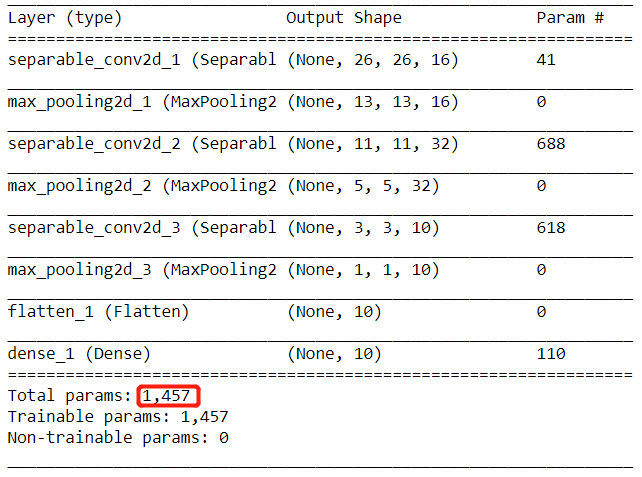 Layer (type) Output Shape Param #
=================================================================
separable_conv2d_1 (Separabl (None, 26, 26, 16) 41
max_pooling2d_1 (MaxPooling2 (None, 13, 13, 16) 0
separable_conv2d_2 (Separabl (None, 11, 11, 32) 688
max_pooling2d_2 (MaxPooling2 (None, 5, 5, 32) 0
separable_conv2d_3 (Separabl (None, 3, 3, 10) 618
max_pooling2d_3 (MaxPooling2 (None, 1, 1, 10) 0
flatten_1 (Flatten) (None, 10) 0
dense_1 (Dense) (None, 10) 110
=================================================================
Total params: 1,457
Trainable params: 1,457
Non-trainable params: 0